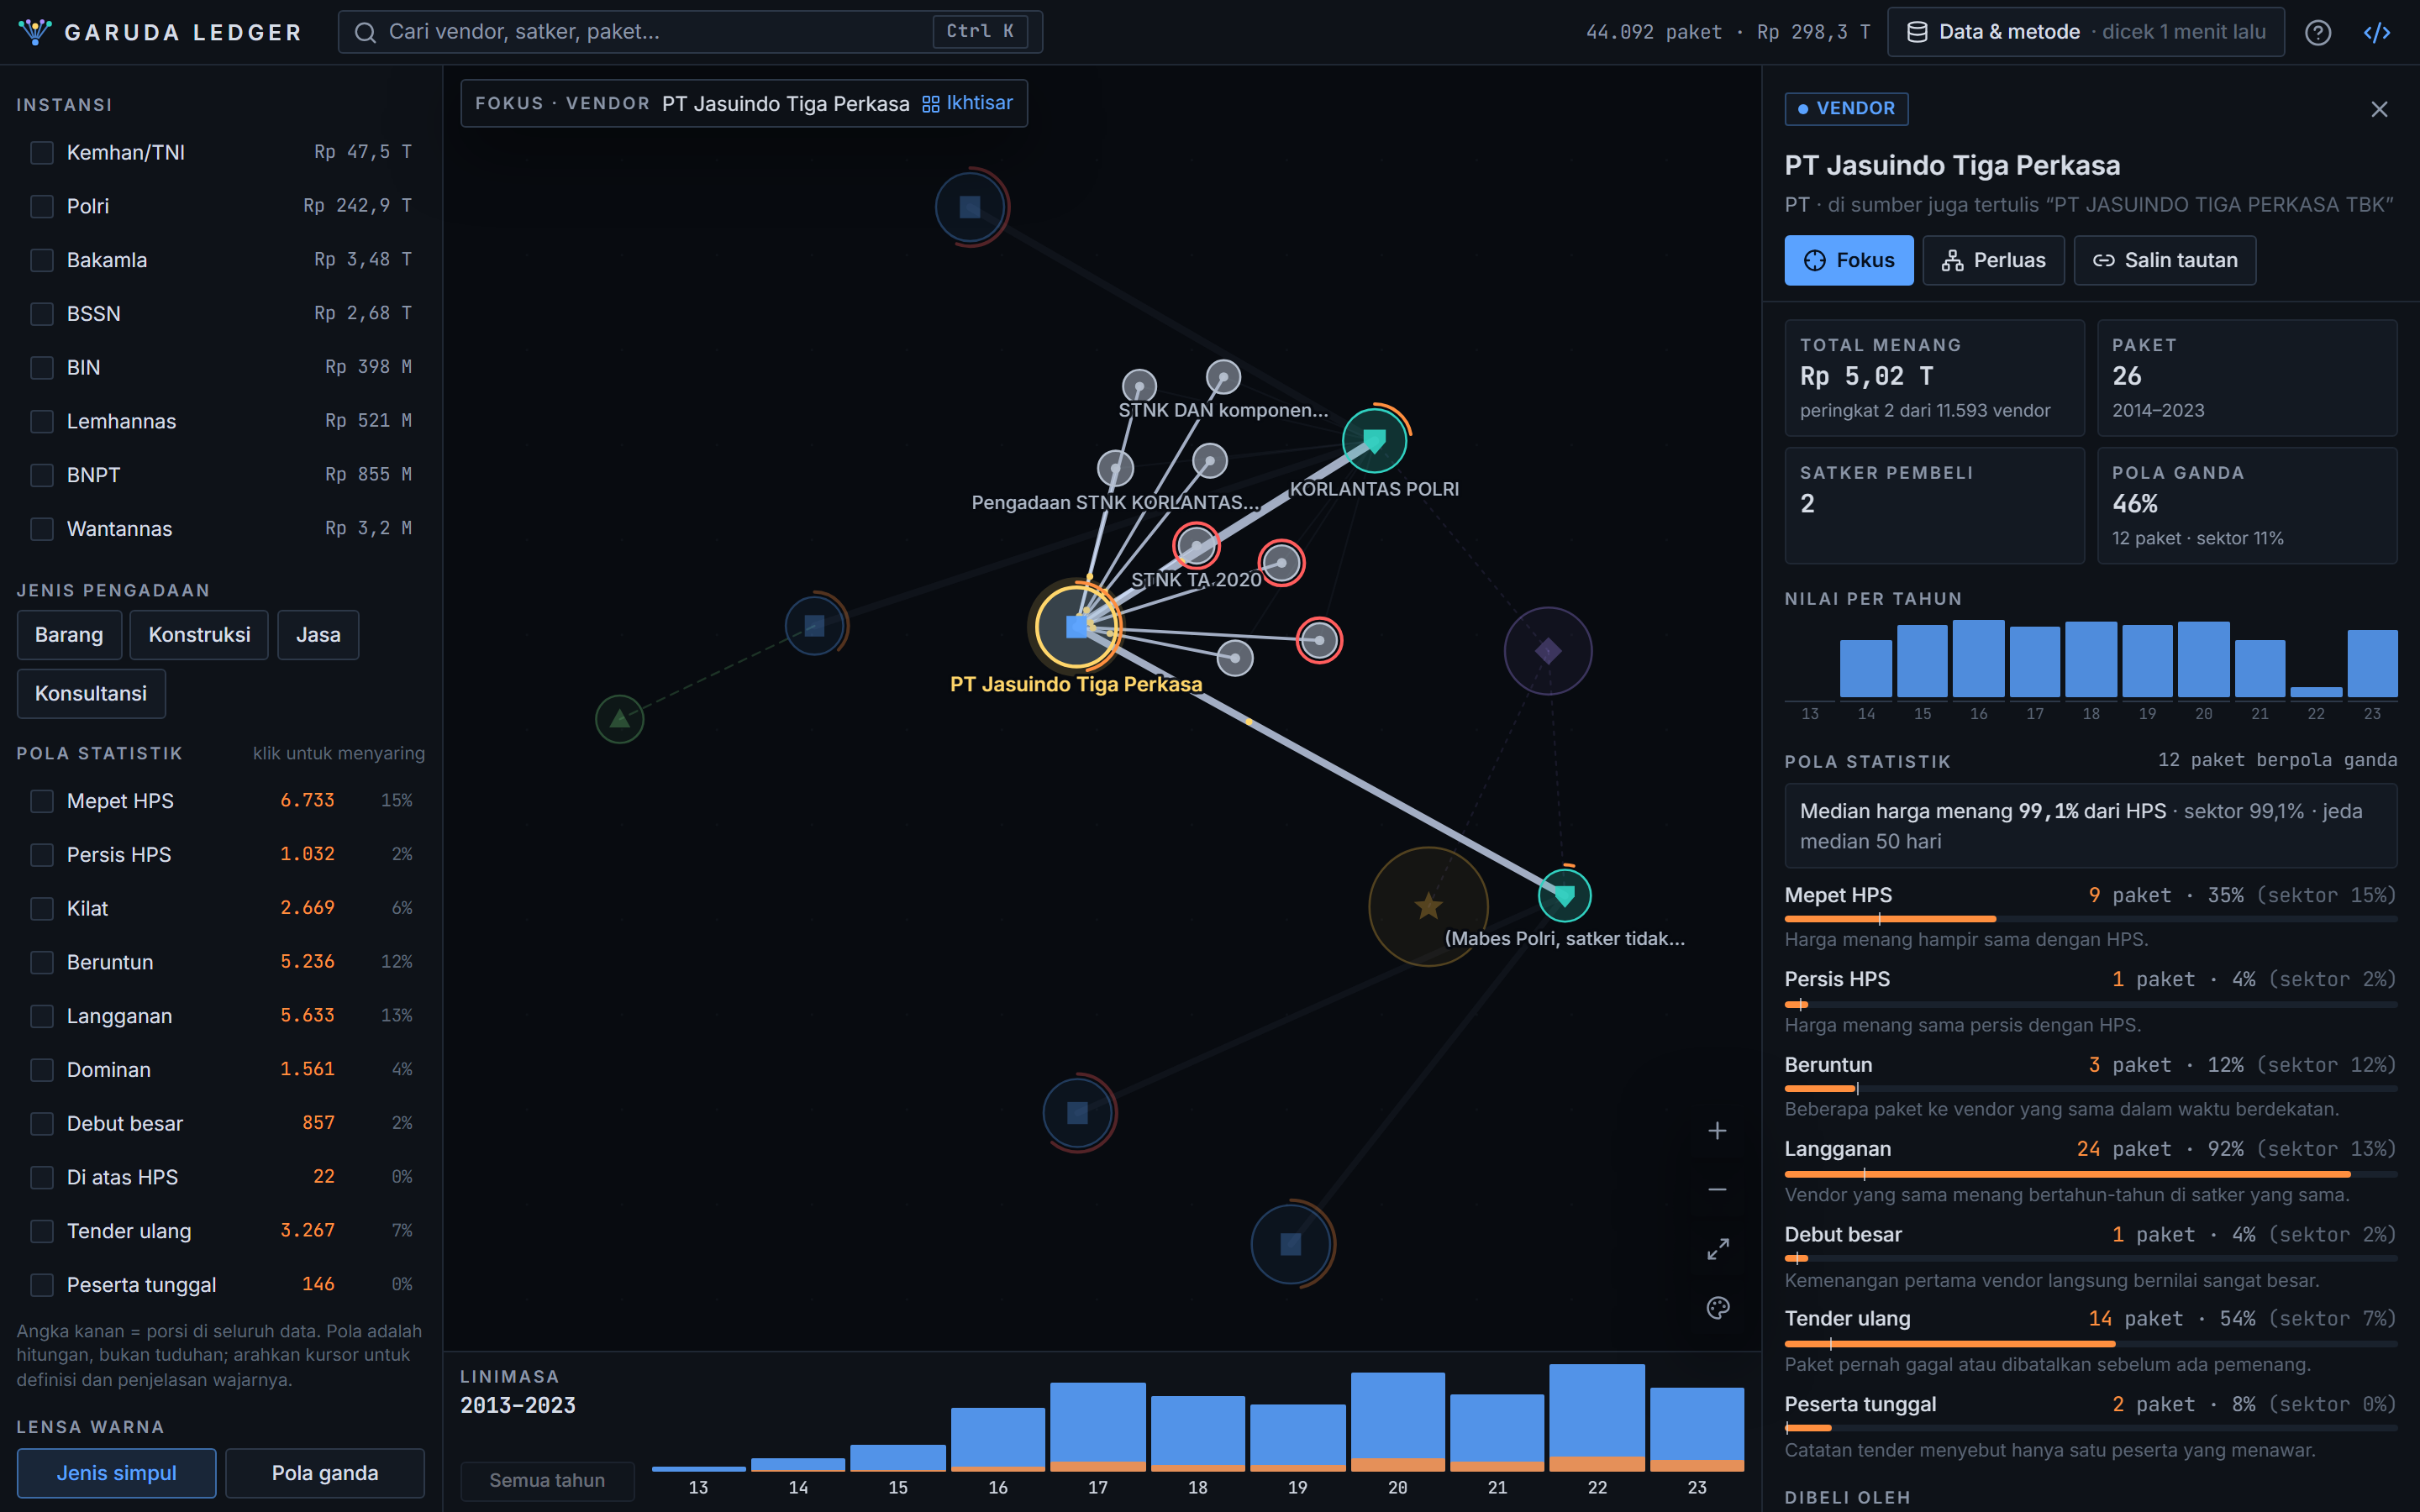 GARUDA LEDGER
Cari vendor, satker, paket...
Ctrl K
44.092 paket · Rp 298,3 T
Data & metode · dicek 1 menit lalu
INSTANSI
Kemhan/TNI Rp 47,5 T
Polri Rp 242,9 T
Bakamla Rp 3,48 T
BSSN Rp 2,68 T
BIN Rp 398 M
Lemhannas Rp 521 M
BNPT Rp 855 M
Wantannas Rp 3,2 M
JENIS PENGADAAN
Barang Konstruksi Jasa
Konsultansi
POLA STATISTIK klik untuk menyaring
Mepet HPS 6.733 15%
Persis HPS 1.032 2%
Kilat 2.669 6%
Beruntun 5.236 12%
Langganan 5.633 13%
Dominan 1.561 4%
Debut besar 857 2%
Di atas HPS 22 0%
Tender ulang 3.267 7%
Peserta tunggal 146 0%
Angka kanan = porsi di seluruh data. Pola adalah
hitungan, bukan tuduhan; arahkan kursor untuk
definisi dan penjelasan wajarnya.
LENSA WARNA
Jenis simpul Pola ganda
FOKUS · VENDOR PT Jasuindo Tiga Perkasa Ikhtisar
STNK DAN komponen...
KORLANTAS POLRI
Pengadaan STNK KORLANTAS...
STNK TA.2020
PT Jasuindo Tiga Perkasa
(Mabes Polri, satker tidak...
LINIMASA
2013–2023
Semua tahun
13 14 15 16 17 18 19 20 21 22 23
VENDOR
PT Jasuindo Tiga Perkasa
PT · di sumber juga tertulis “PT JASUINDO TIGA PERKASA TBK”
Fokus Perluas Salin tautan
TOTAL MENANG
Rp 5,02 T
peringkat 2 dari 11.593 vendor
PAKET
26
2014–2023
SATKER PEMBELI
2
POLA GANDA
46%
12 paket · sektor 11%
NILAI PER TAHUN
13 14 15 16 17 18 19 20 21 22 23
POLA STATISTIK 12 paket berpola ganda
Median harga menang 99,1% dari HPS · sektor 99,1% · jeda
median 50 hari
Mepet HPS 9 paket · 35% (sektor 15%)
Harga menang hampir sama dengan HPS.
Persis HPS 1 paket · 4% (sektor 2%)
Harga menang sama persis dengan HPS.
Beruntun 3 paket · 12% (sektor 12%)
Beberapa paket ke vendor yang sama dalam waktu berdekatan.
Langganan 24 paket · 92% (sektor 13%)
Vendor yang sama menang bertahun-tahun di satker yang sama.
Debut besar 1 paket · 4% (sektor 2%)
Kemenangan pertama vendor langsung bernilai sangat besar.
Tender ulang 14 paket · 54% (sektor 7%)
Paket pernah gagal atau dibatalkan sebelum ada pemenang.
Peserta tunggal 2 paket · 8% (sektor 0%)
Catatan tender menyebut hanya satu peserta yang menawar.
DIBELI OLEH